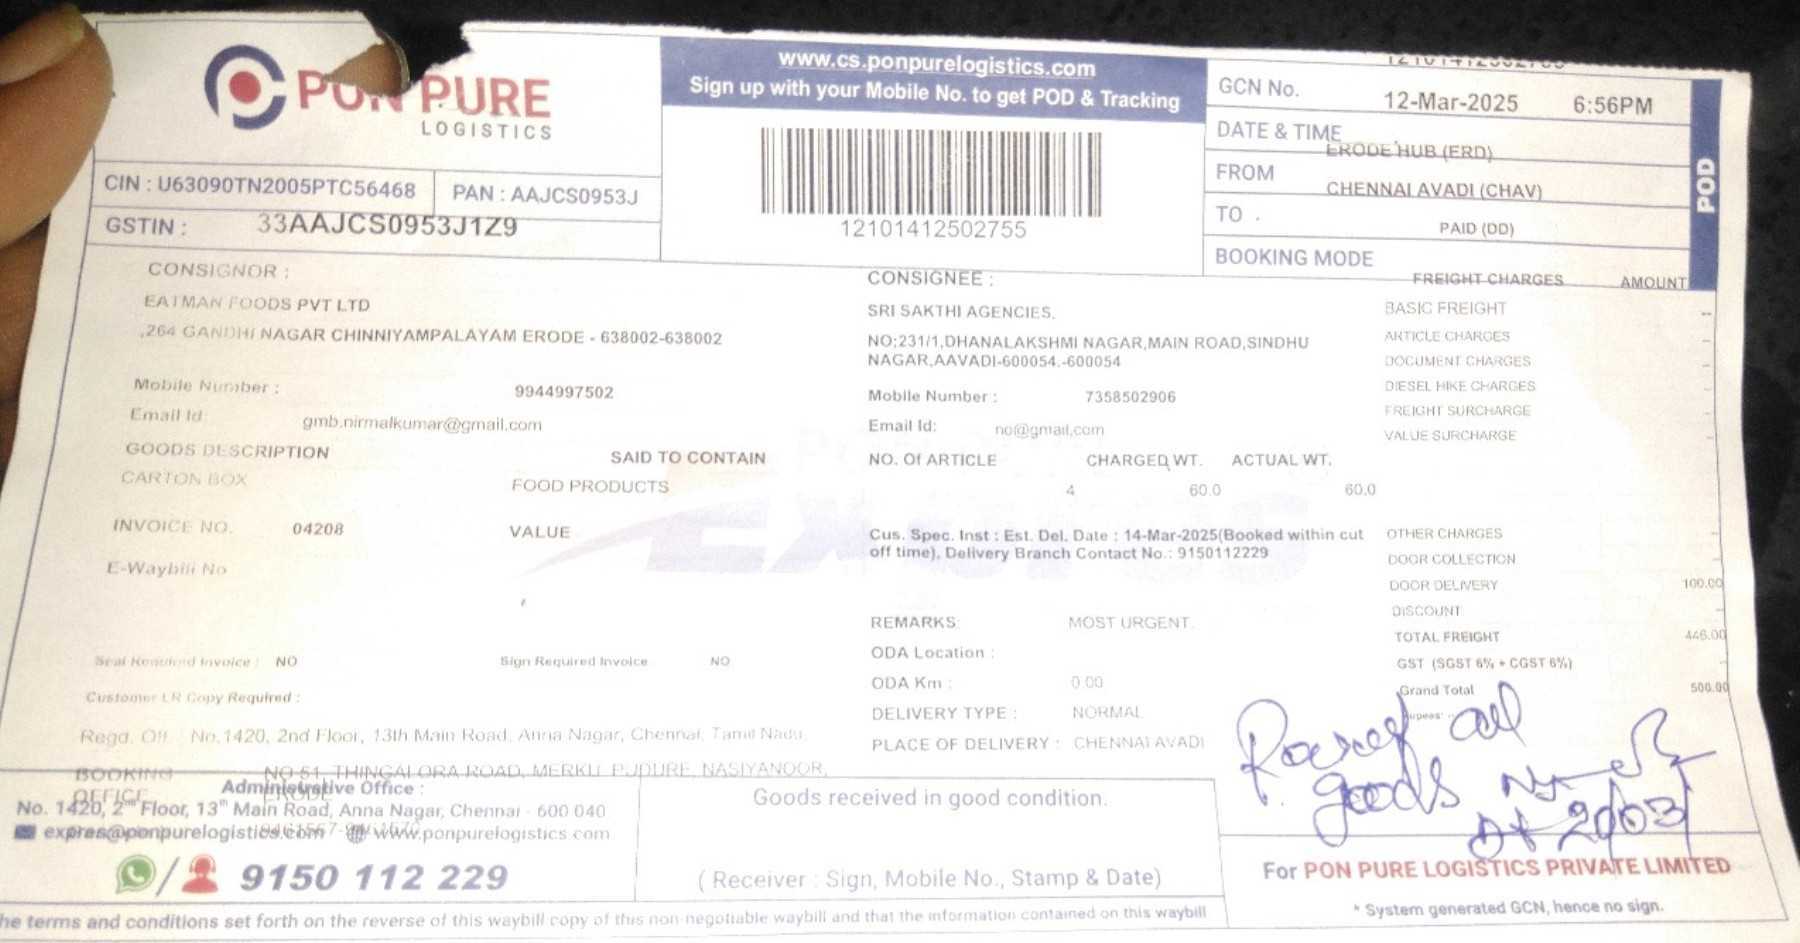 PON PURE
LOGISTICS
www.cs.ponpurelogistics.com
Sign up with your Mobile No. to get POD & Tracking
12101412502755
GCN No.
12-Mar-2025 6:56PM
DATE & TIME
ERODE HUB (ERD)
FROM
CHENNAI AVADI (CHAV)
TO
PAID (DD)
BOOKING MODE
POD
CIN : U63090TN2005PTC56468
PAN : AAJCS0953J
GSTIN : 33AAJCS0953J1Z9
CONSIGNOR :
EATMAN FOODS PVT LTD
,264 GANDHI NAGAR CHINNIYAMPALAYAM ERODE - 638002-638002
Mobile Number : 9944997502
Email Id: gmb.nirmalkumar@gmail.com
CONSIGNEE :
SRI SAKTHI AGENCIES.
NO:231/1,DHANALAKSHMI NAGAR,MAIN ROAD,SINDHU
NAGAR,AAVADI-600054.-600054
Mobile Number : 7358502906
Email Id: no@gmail.com
FREIGHT CHARGES AMOUNT
BASIC FREIGHT --
ARTICLE CHARGES -
DOCUMENT CHARGES -
DIESEL HIKE CHARGES -
FREIGHT SURCHARGE -
VALUE SURCHARGE -
GOODS DESCRIPTION SAID TO CONTAIN
CARTON BOX FOOD PRODUCTS
NO. Of ARTICLE CHARGED WT. ACTUAL WT.
4 60.0 60.0
INVOICE NO. 04208 VALUE
E-Waybill No
Cus. Spec. Inst : Est. Del. Date : 14-Mar-2025(Booked within cut
off time), Delivery Branch Contact No.: 9150112229
OTHER CHARGES
DOOR COLLECTION
DOOR DELIVERY 100.00
DISCOUNT -
TOTAL FREIGHT 446.00
GST (SGST 6% + CGST 6%) -
Grand Total 500.00
Rupees:
REMARKS: MOST URGENT.
ODA Location :
ODA Km : 0.00
DELIVERY TYPE : NORMAL
PLACE OF DELIVERY : CHENNAI AVADI
Seal Required Invoice : NO Sign Required Invoice NO
Customer LR Copy Required :
Regd. Off. : No.1420, 2nd Floor, 13th Main Road, Anna Nagar, Chennai, Tamil Nadu.
BOOKING OFFICE NO 51, THINGALORA ROAD, MERKU PUDURE, NASIYANOOR,
ERODE
Administrative Office :
No. 1420, 2nd Floor, 13th Main Road, Anna Nagar, Chennai - 600 040
expres@ponpurelogistics.com www.ponpurelogistics.com
9150 112 229
Goods received in good condition.
( Receiver : Sign, Mobile No., Stamp & Date)
all
goods
For PON PURE LOGISTICS PRIVATE LIMITED
* System generated GCN, hence no sign.
he terms and conditions set forth on the reverse of this waybill copy of this non-negotiable waybill and that the information contained on this waybill